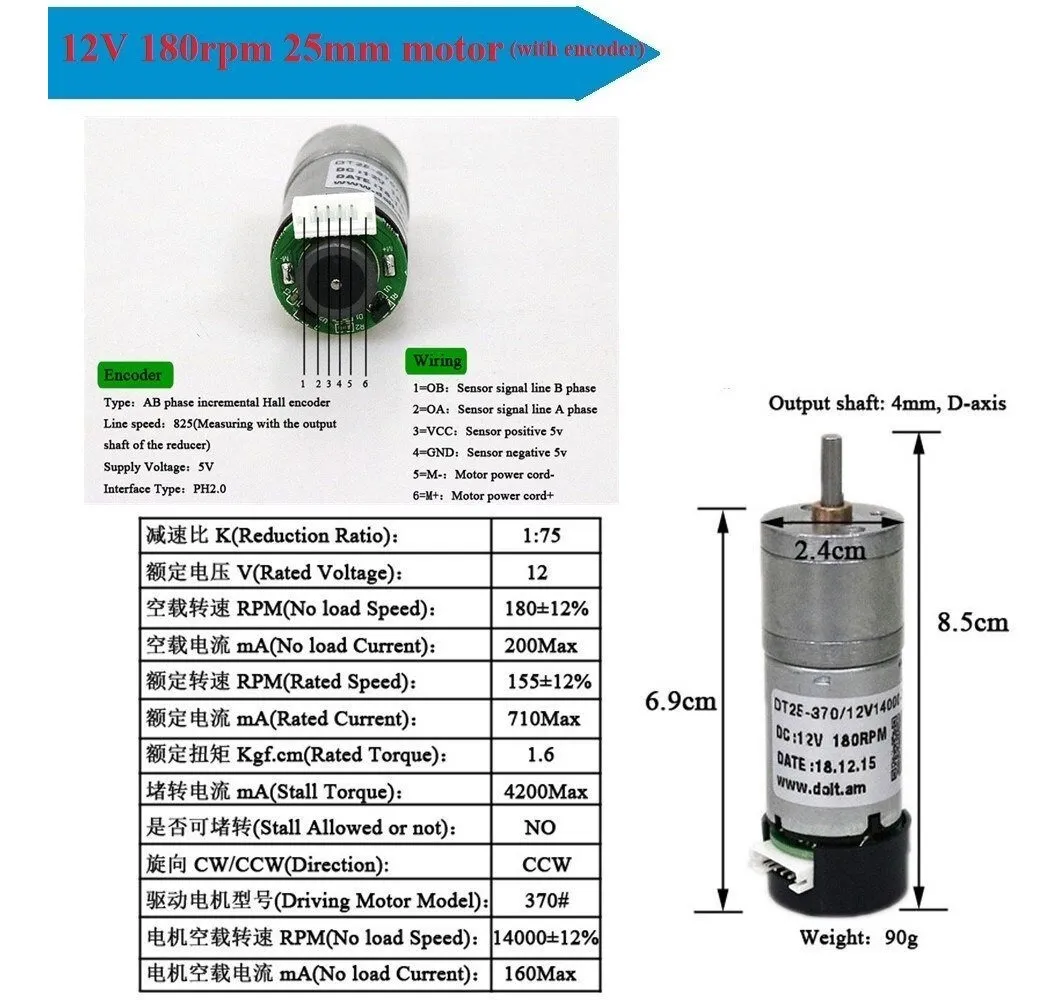 12V 180rpm 25mm motor (with encoder)
DT25-370
DC:12V
DATE
Encoder
Type: AB phase incremental Hall encoder
Line speed: 825(Measuring with the output
shaft of the reducer)
Supply Voltage: 5V
Interface Type: PH2.0
1 2 3 4 5 6
Wiring
1=OB: Sensor signal line B phase
2=OA: Sensor signal line A phase
3=VCC: Sensor positive 5v
4=GND: Sensor negative 5v
5=M-: Motor power cord-
6=M+: Motor power cord+
减速比 K(Reduction Ratio): 1:75
额定电压 V(Rated Voltage): 12
空载转速 RPM(No load Speed): 180±12%
空载电流 mA(No load Current): 200Max
额定转速 RPM(Rated Speed): 155±12%
额定电流 mA(Rated Current): 710Max
额定扭矩 Kgf.cm(Rated Torque): 1.6
堵转电流 mA(Stall Torque): 4200Max
是否可堵转(Stall Allowed or not): NO
旋向 CW/CCW(Direction): CCW
驱动电机型号(Driving Motor Model): 370#
电机空载转速 RPM(No load Speed): 14000±12%
电机空载电流 mA(No load Current): 160Max
Output shaft: 4mm, D-axis
2.4cm
8.5cm
6.9cm
DT25-370/12V14000
DC:12V 180RPM
DATE :18.12.15
www.doit.am
Weight: 90g